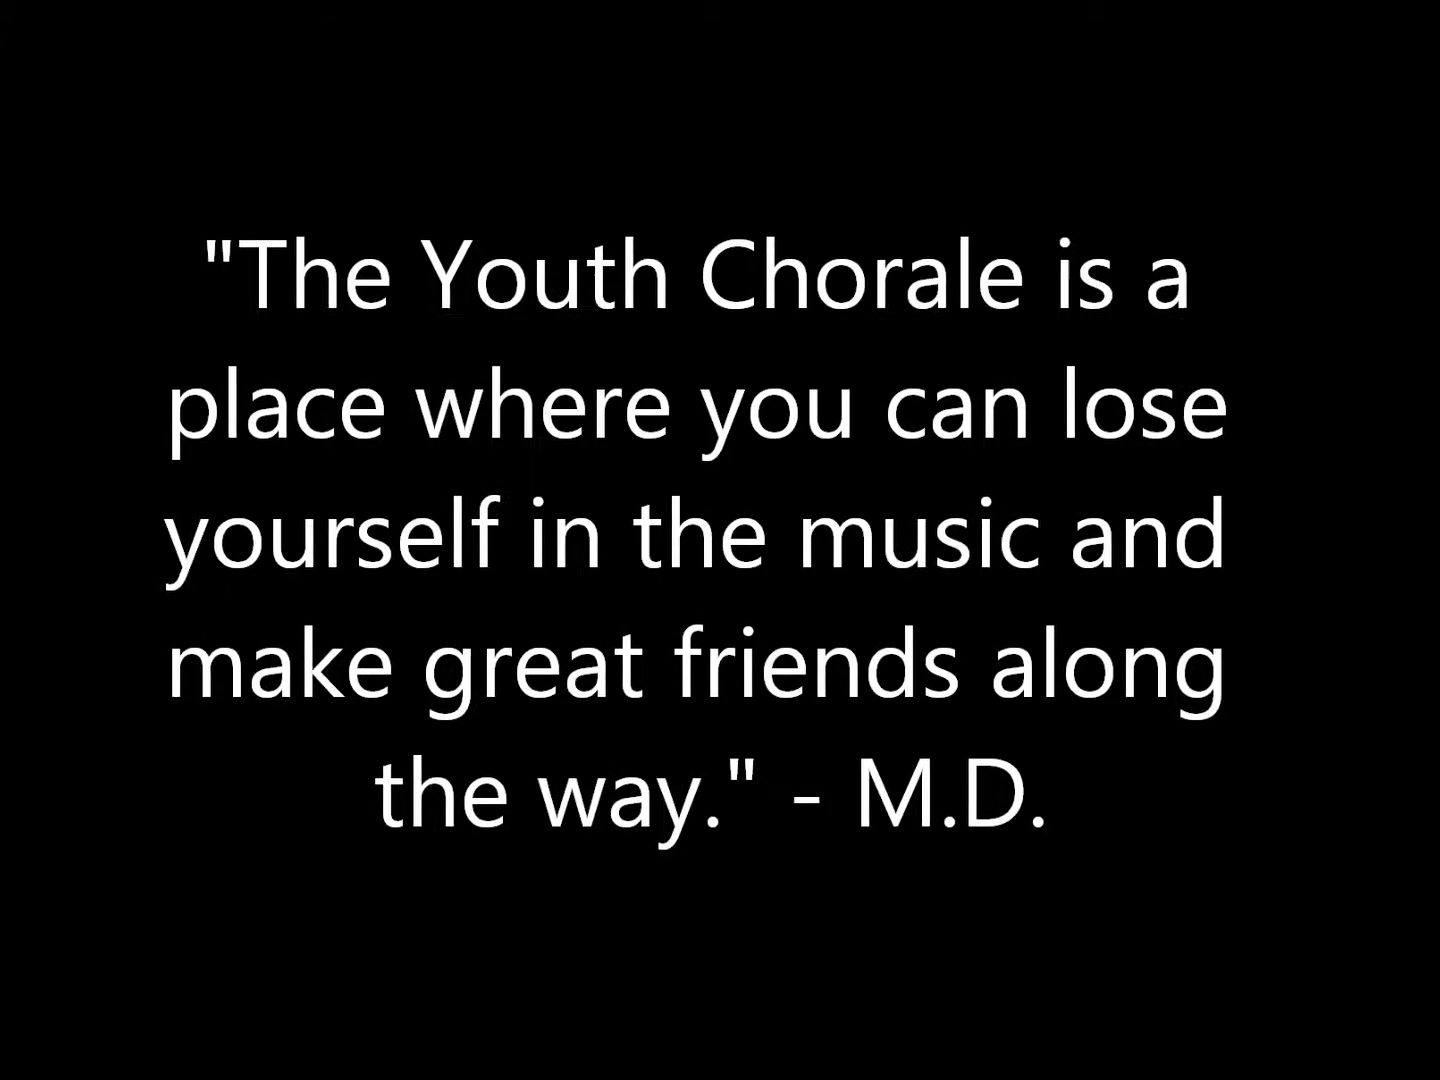 "The Youth Chorale is a
place where you can lose
yourself in the music and
make great friends along
the way." - M.D.